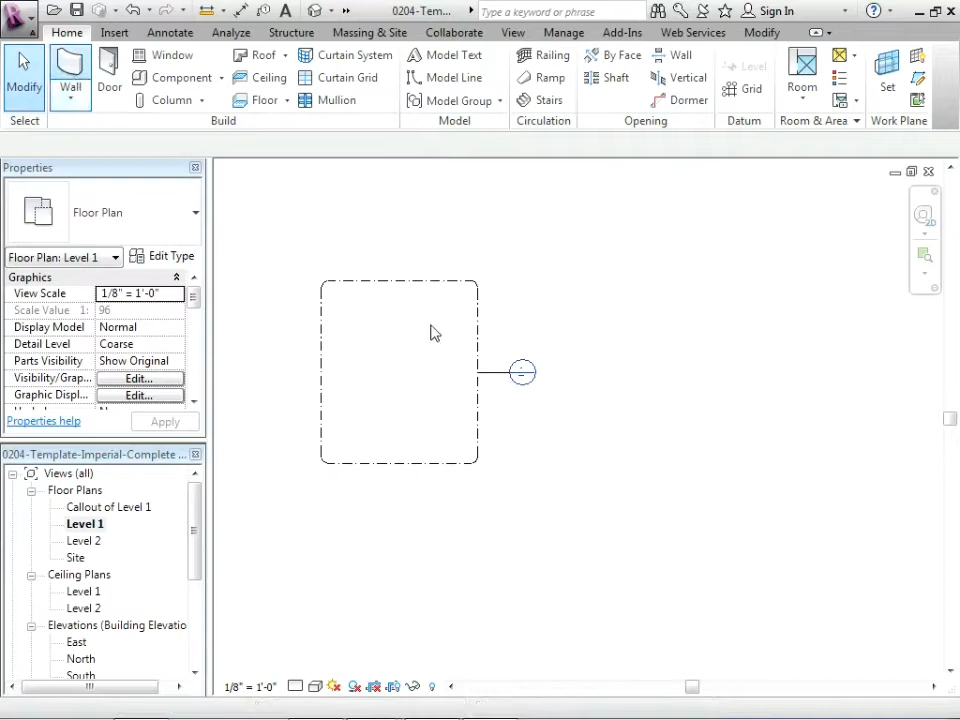 0204-Tem...
Type a keyword or phrase
Sign In
Home
Insert
Annotate
Analyze
Structure
Massing & Site
Collaborate
View
Manage
Add-Ins
Web Services
Modify
Modify
Wall
Door
Window
Component
Column
Roof
Ceiling
Floor
Curtain System
Curtain Grid
Mullion
Model Text
Model Line
Model Group
Railing
Ramp
Stairs
By Face
Shaft
Wall
Vertical
Dormer
Level
Grid
Room
Set
Select
Build
Model
Circulation
Opening
Datum
Room & Area
Work Plane
Properties
Floor Plan
Floor Plan: Level 1
Edit Type
Graphics
View Scale
1/8" = 1'-0"
Scale Value 1:
96
Display Model
Normal
Detail Level
Coarse
Parts Visibility
Show Original
Visibility/Grap...
Edit...
Graphic Displ...
Edit...
Properties help
Apply
0204-Template-Imperial-Complete ...
Views (all)
Floor Plans
Callout of Level 1
Level 1
Level 2
Site
Ceiling Plans
Level 1
Level 2
Elevations (Building Elevatio
East
North
South
2D
1/8" = 1'-0"